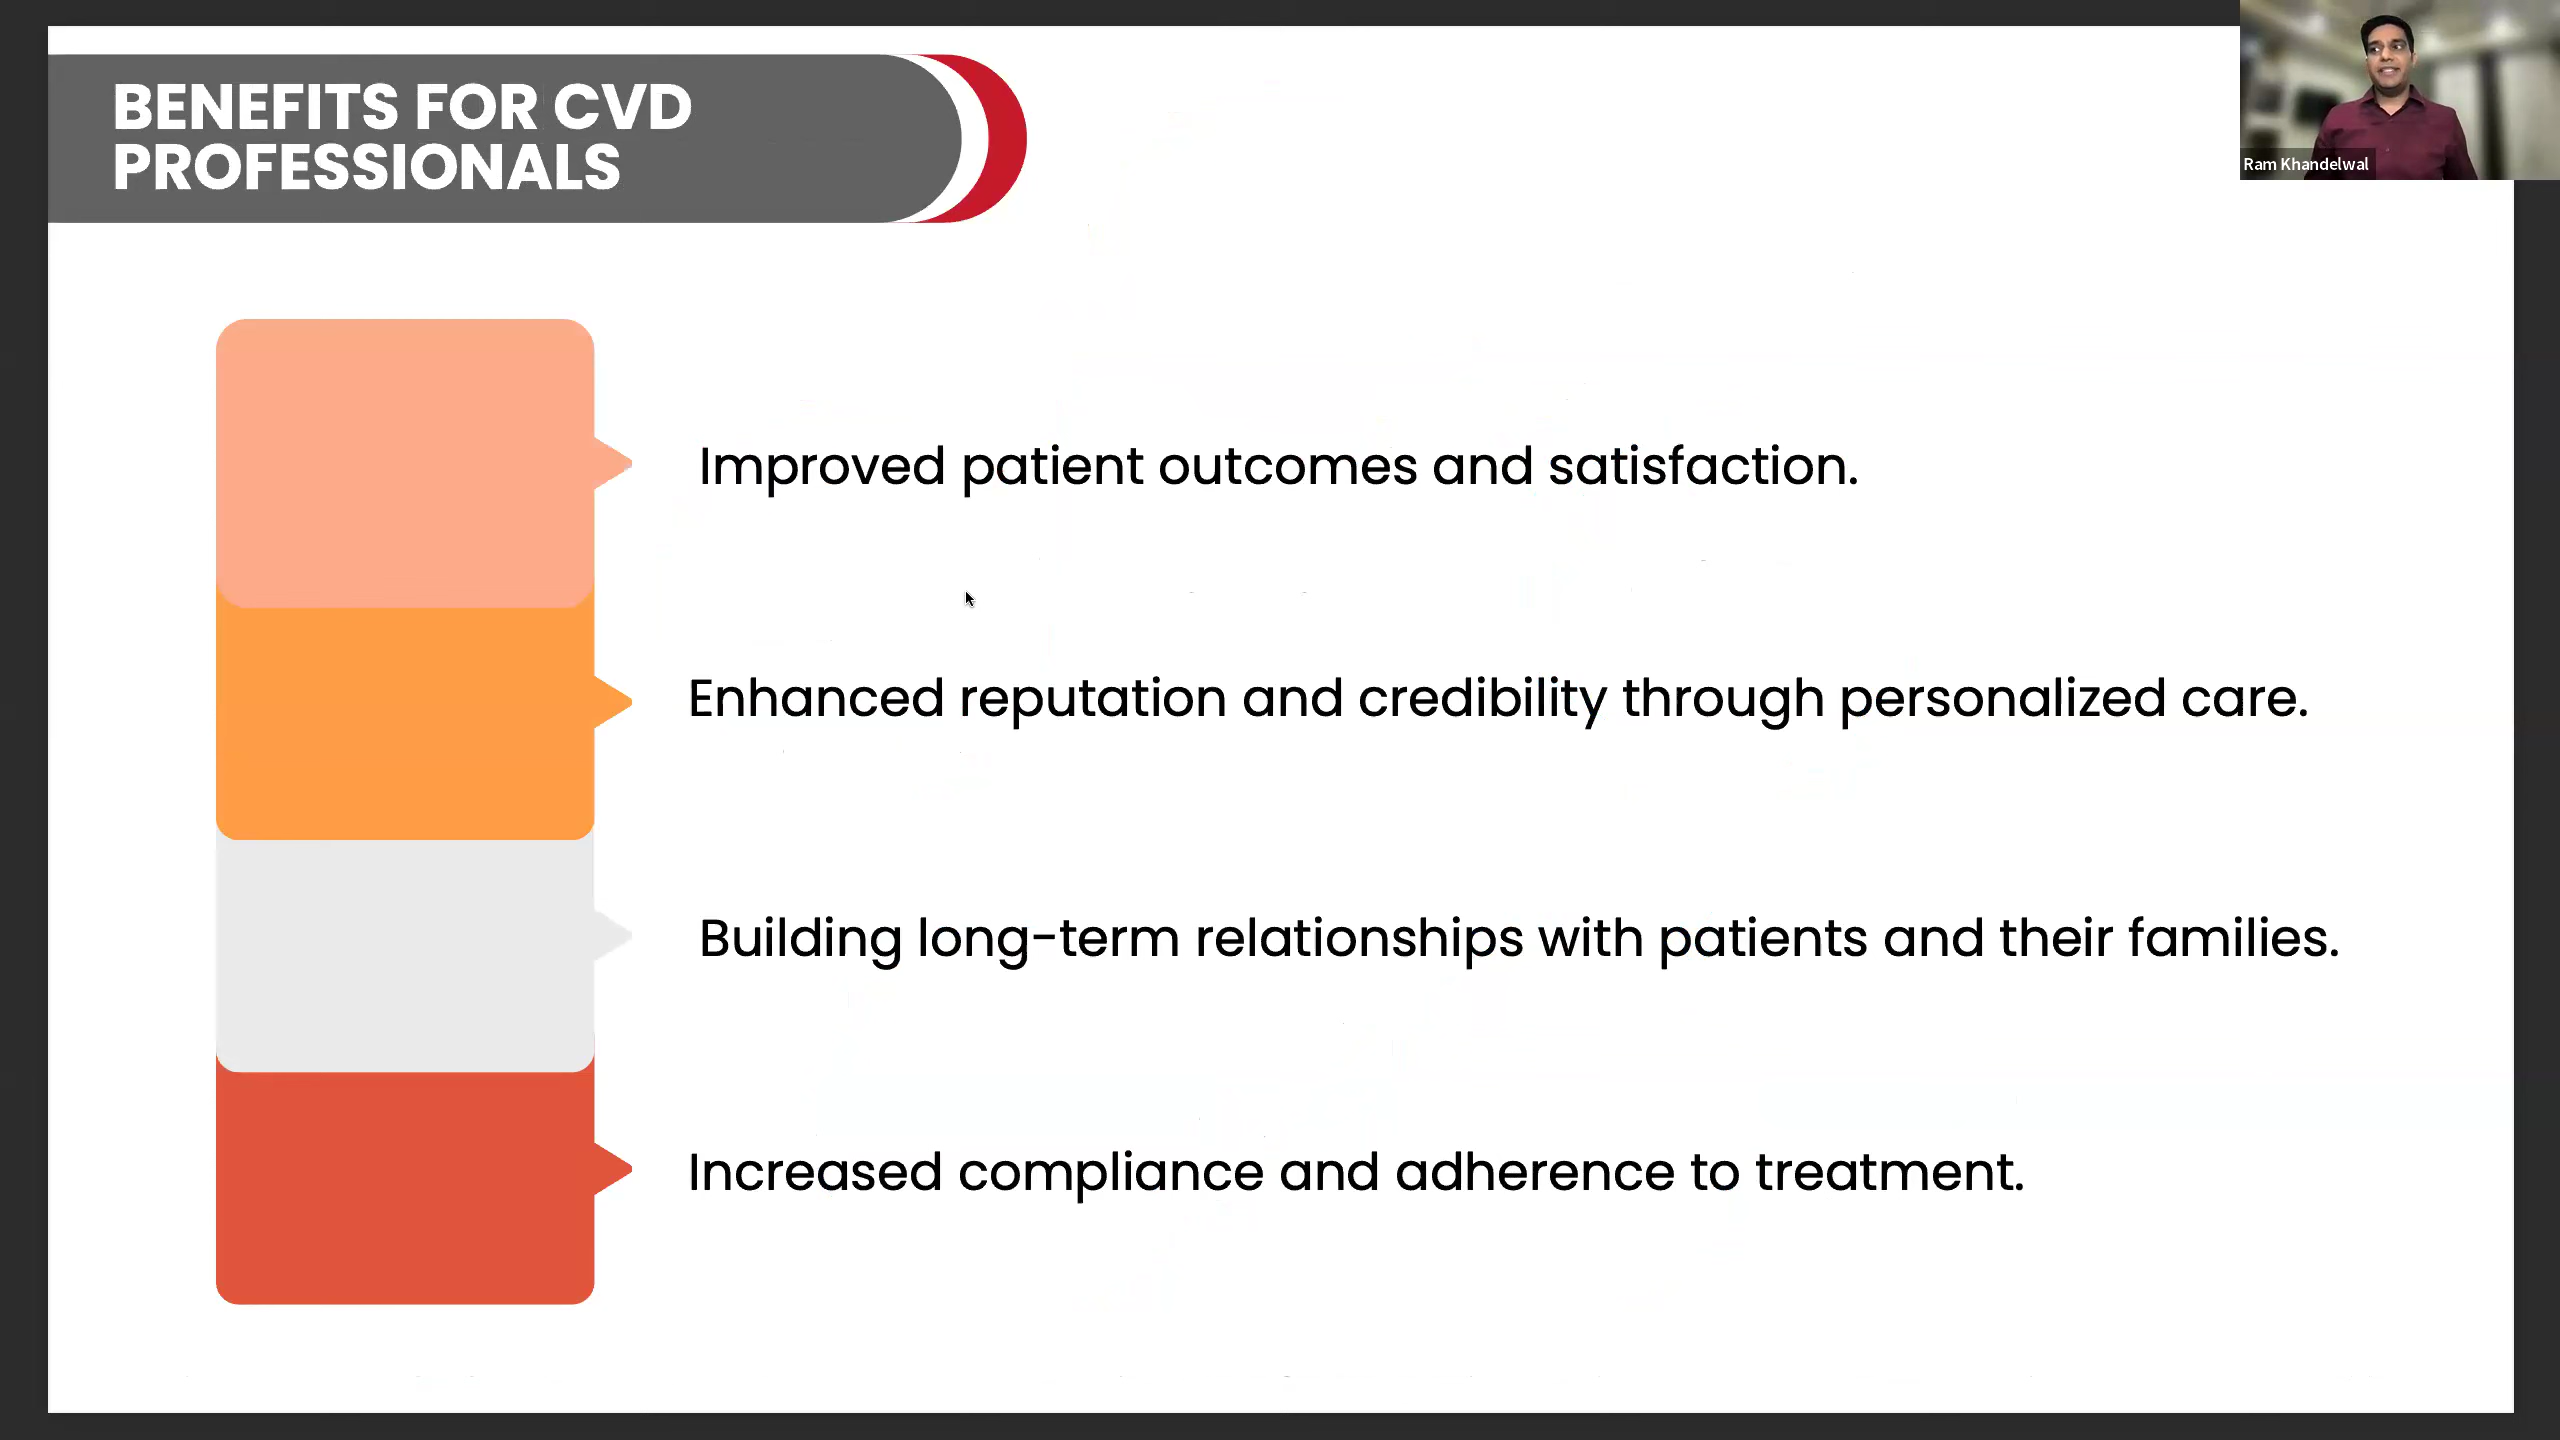 BENEFITS FOR CVD
PROFESSIONALS
Ram Khandelwal
Improved patient outcomes and satisfaction.
Enhanced reputation and credibility through personalized care.
Building long-term relationships with patients and their families.
Increased compliance and adherence to treatment.